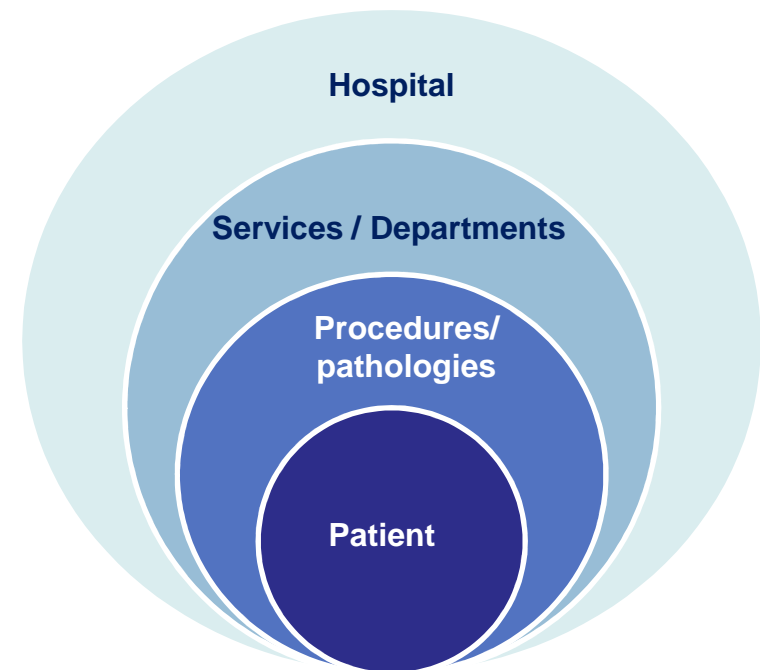 Hospital
Services / Departments
Procedures/
pathologies
Patient